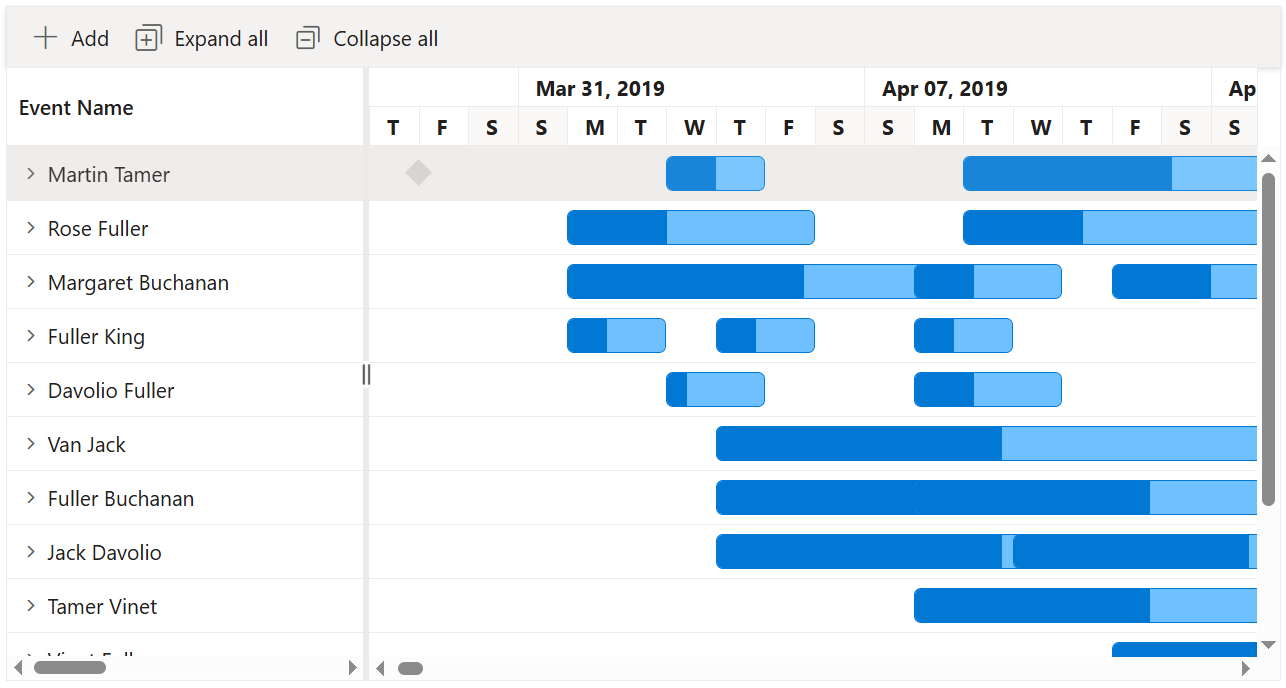 Add Expand all Collapse all
Event Name
Mar 31, 2019 Apr 07, 2019 Ap
T F S S M T W T F S S M T W T F S S
Martin Tamer
Rose Fuller
Margaret Buchanan
Fuller King
Davolio Fuller
Van Jack
Fuller Buchanan
Jack Davolio
Tamer Vinet